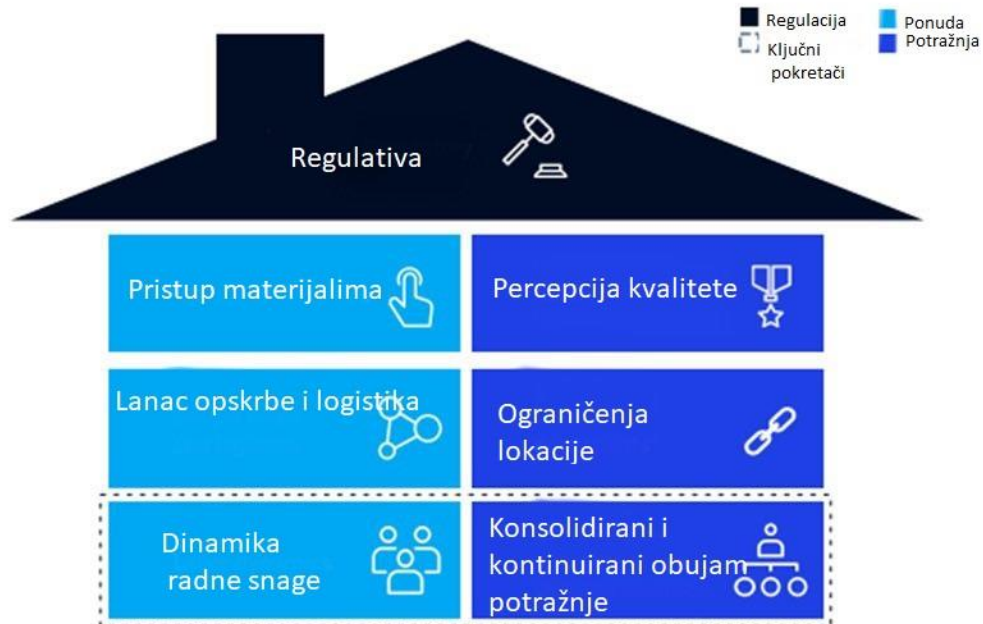 Regulacija
Ponuda
Ključni
pokretači
Potražnja
Regulativa
Pristup materijalima
Percepcija kvalitete
Lanac opskrbe i logistika
Ograničenja
lokacije
Dinamika
radne snage
Konsolidirani i
kontinuirani obujam
potražnje